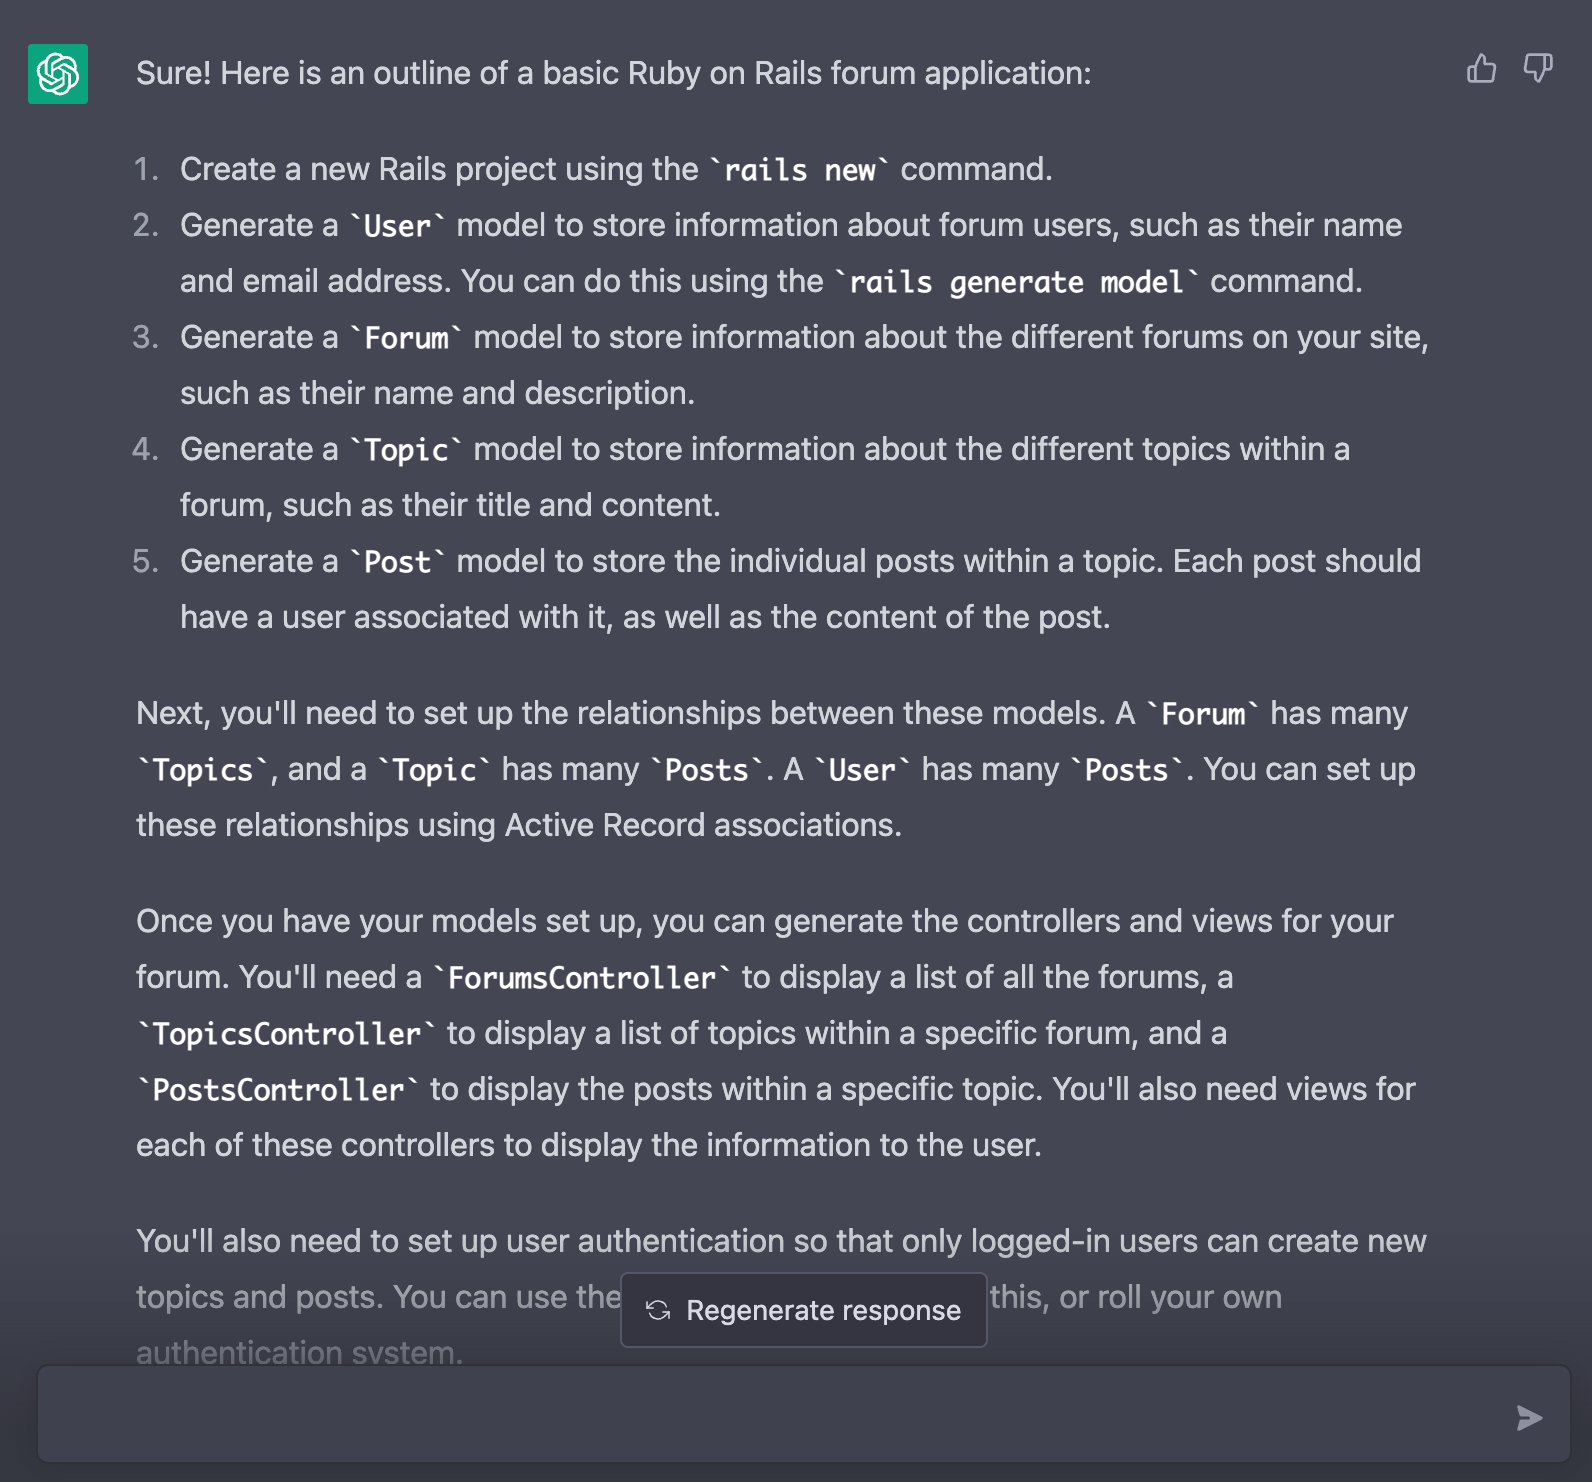 Sure! Here is an outline of a basic Ruby on Rails forum application:
1. Create a new Rails project using the `rails new` command.
2. Generate a `User` model to store information about forum users, such as their name
and email address. You can do this using the `rails generate model` command.
3. Generate a `Forum` model to store information about the different forums on your site,
such as their name and description.
4. Generate a `Topic` model to store information about the different topics within a
forum, such as their title and content.
5. Generate a `Post` model to store the individual posts within a topic. Each post should
have a user associated with it, as well as the content of the post.
Next, you'll need to set up the relationships between these models. A `Forum` has many
`Topics`, and a `Topic` has many `Posts`. A `User` has many `Posts`. You can set up
these relationships using Active Record associations.
Once you have your models set up, you can generate the controllers and views for your
forum. You'll need a `ForumsController` to display a list of all the forums, a
`TopicsController` to display a list of topics within a specific forum, and a
`PostsController` to display the posts within a specific topic. You'll also need views for
each of these controllers to display the information to the user.
You'll also need to set up user authentication so that only logged-in users can create new
topics and posts. You can use the this, or roll your own
Regenerate response
authentication system.